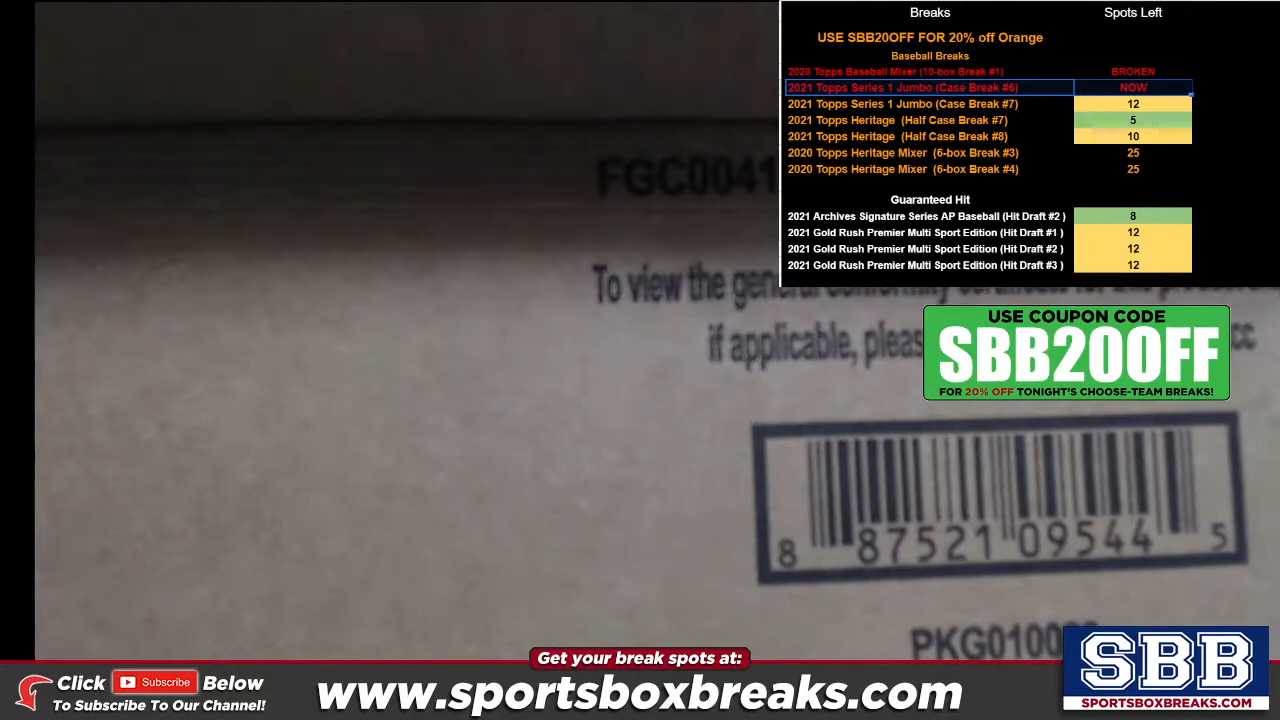 Breaks Spots Left
USE SBB20OFF FOR 20% off Orange
Baseball Breaks
2020 Topps Baseball Mixer (10-box Break #1) BROKEN
2021 Topps Series 1 Jumbo (Case Break #6) NOW
2021 Topps Series 1 Jumbo (Case Break #7) 12
2021 Topps Heritage (Half Case Break #7) 5
2021 Topps Heritage (Half Case Break #8) 10
2020 Topps Heritage Mixer (6-box Break #3) 25
2020 Topps Heritage Mixer (6-box Break #4) 25
Guaranteed Hit
2021 Archives Signature Series AP Baseball (Hit Draft #2 ) 8
2021 Gold Rush Premier Multi Sport Edition (Hit Draft #1 ) 12
2021 Gold Rush Premier Multi Sport Edition (Hit Draft #2 ) 12
2021 Gold Rush Premier Multi Sport Edition (Hit Draft #3 ) 12
FGC0041
To view the general conformity certificate for this
if applicable, pleas
USE COUPON CODE
SBB20OFF
FOR 20% OFF TONIGHT'S CHOOSE-TEAM BREAKS!
8 87521 09544 5
PKG0100
Get your break spots at:
www.sportsboxbreaks.com
Click Subscribe Below
To Subscribe To Our Channel!
SBB
SPORTSBOXBREAKS.COM